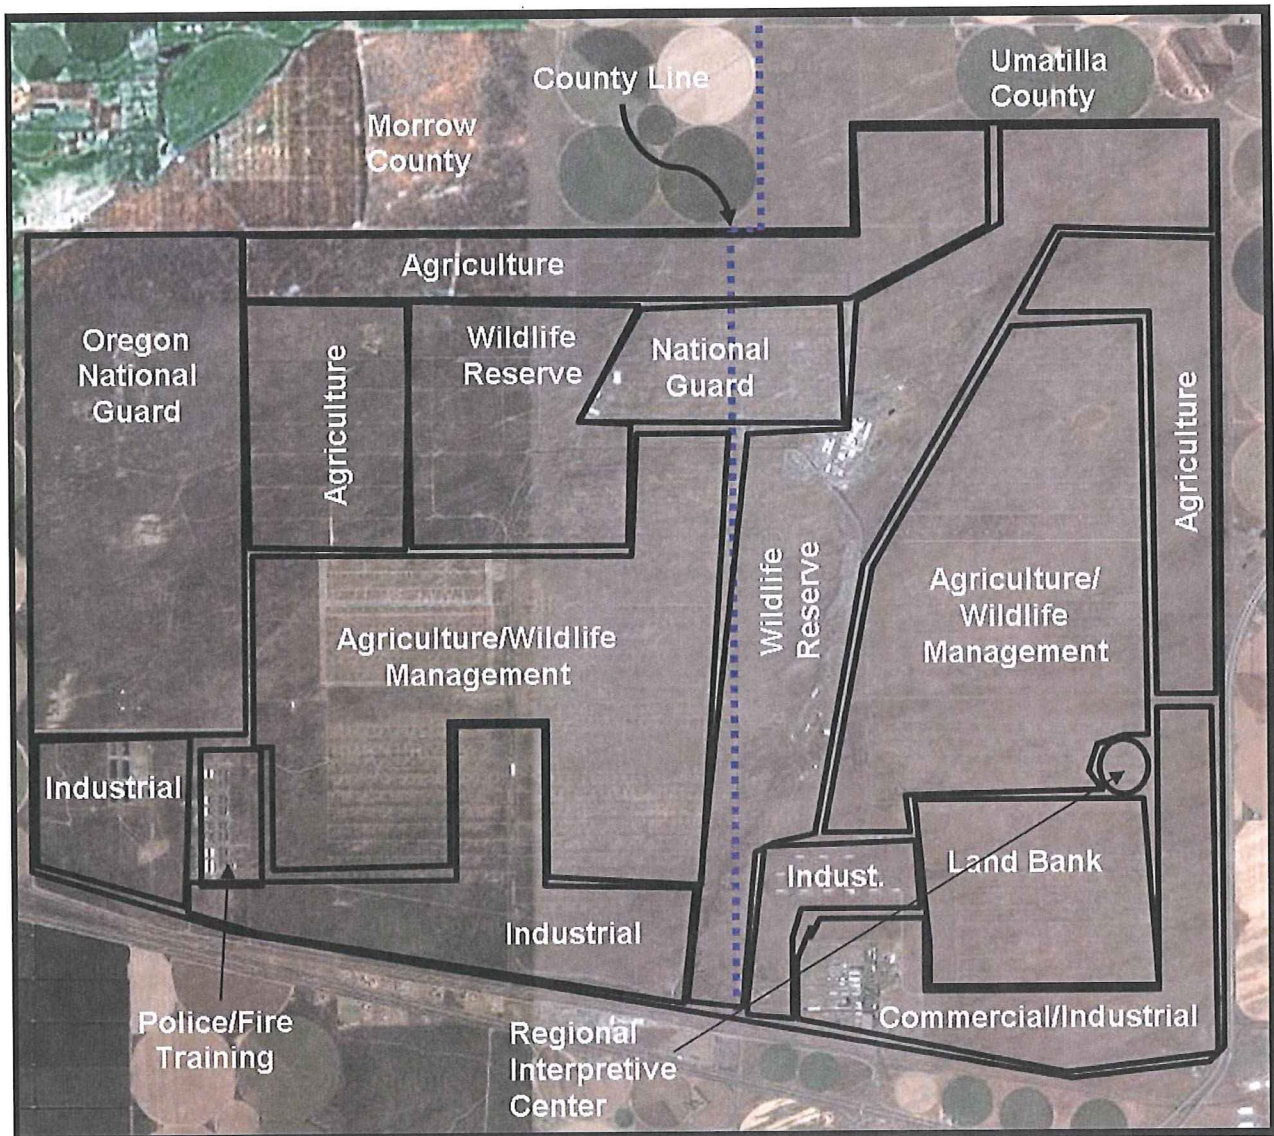 County Line
Umatilla
County
Morrow
County
Agriculture
Oregon
National
Guard
Agriculture
Wildlife
Reserve
National
Guard
Agriculture
Wildlife
Reserve
Agriculture/
Wildlife
Management
Agriculture/Wildlife
Management
Industrial
Indust.
Land Bank
Industrial
Police/Fire
Training
Regional
Interpretive
Center
Commercial/Industrial